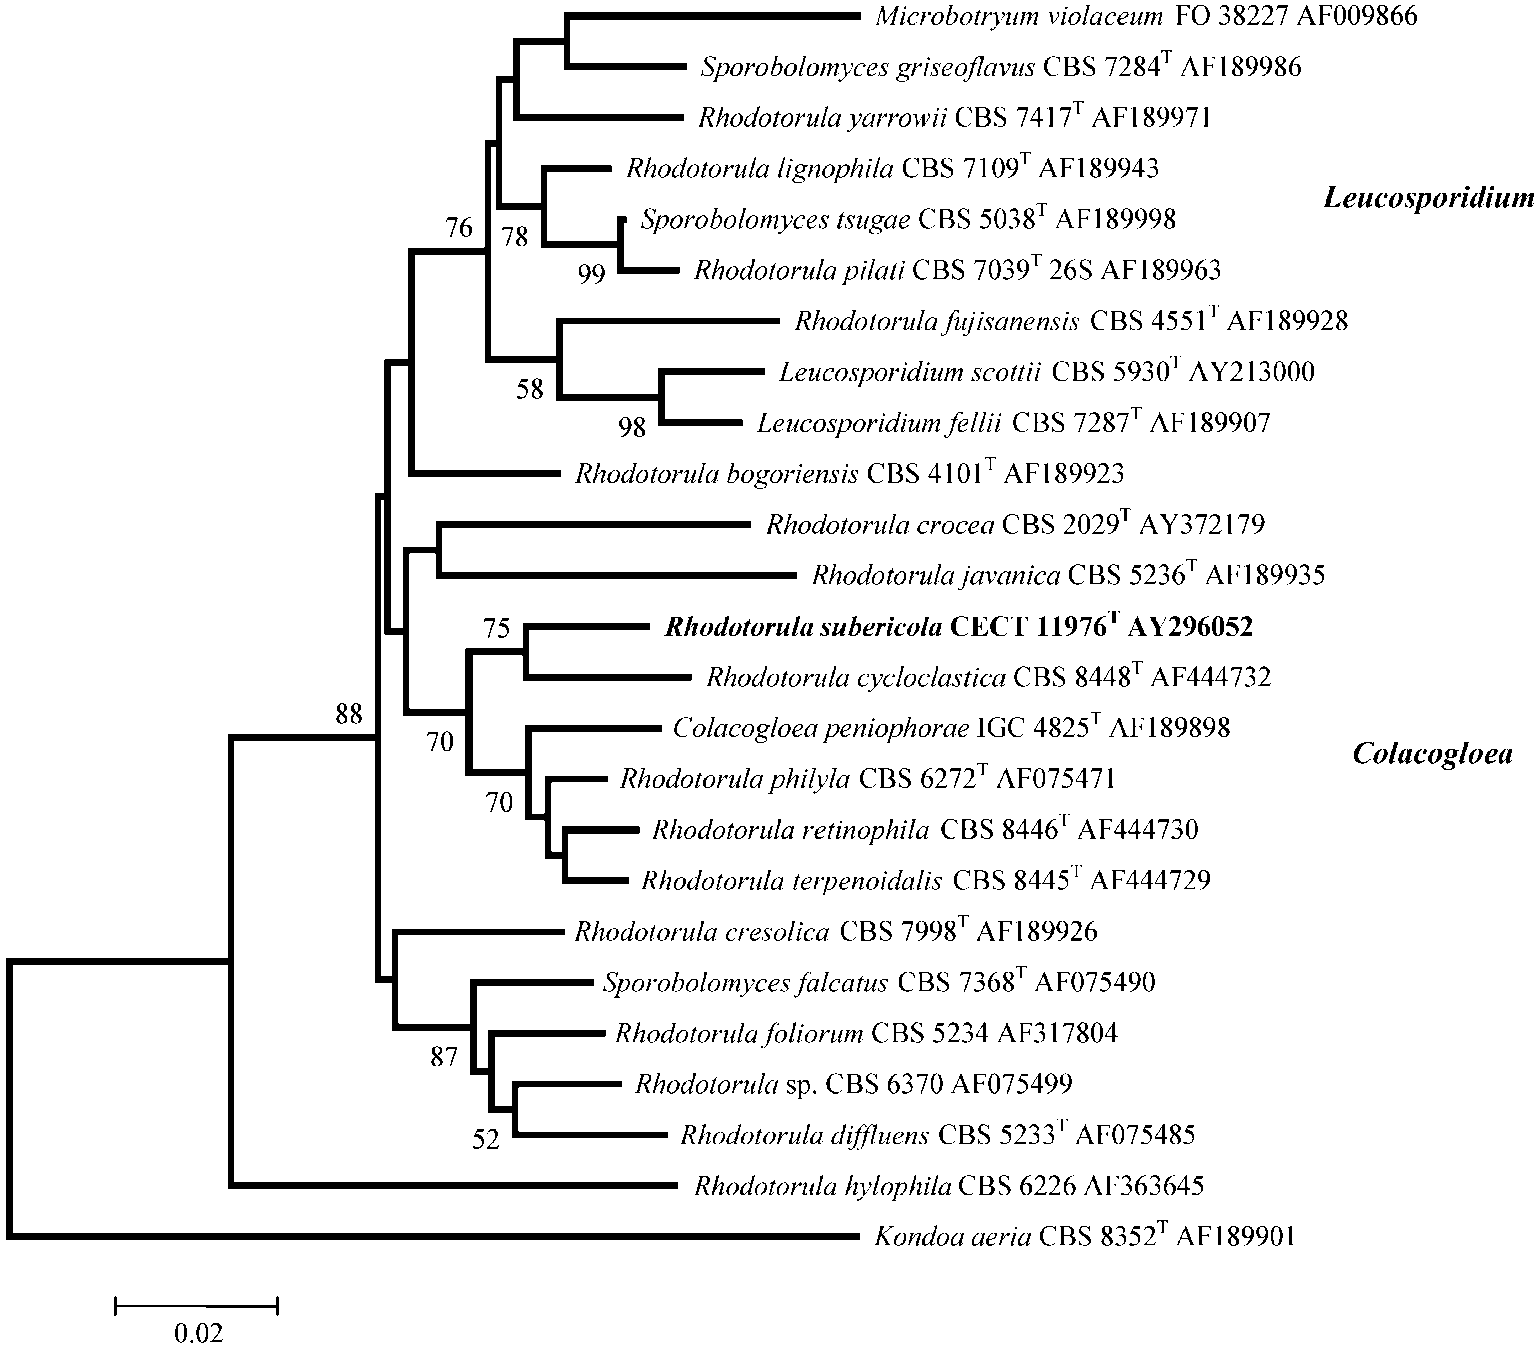 Microbotryum violaceum FO 38227 AF009866
Sporobolomyces griseoflavus CBS 7284T AF189986
Rhodotorula yarrowii CBS 7417T AF189971
Rhodotorula lignophila CBS 7109T AF189943
Leucosporidium
Sporobolomyces tsugae CBS 5038T AF189998
76
78
Rhodotorula pilati CBS 7039T 26S AF189963
99
Rhodotorula fujisanensis CBS 4551T AF189928
Leucosporidium scottii CBS 5930T AY213000
58
Leucosporidium fellii CBS 7287T AF189907
98
Rhodotorula bogoriensis CBS 4101T AF189923
Rhodotorula crocea CBS 2029T AY372179
Rhodotorula javanica CBS 5236T AF189935
75
Rhodotorula subericola CECT 11976T AY296052
Rhodotorula cycloclastica CBS 8448T AF444732
88
Colacogloea peniophorae IGC 4825T AF189898
70
Colacogloea
Rhodotorula philyla CBS 6272T AF075471
70
Rhodotorula retinophila CBS 8446T AF444730
Rhodotorula terpenoidalis CBS 8445T AF444729
Rhodotorula cresolica CBS 7998T AF189926
Sporobolomyces falcatus CBS 7368T AF075490
Rhodotorula foliorum CBS 5234 AF317804
87
Rhodotorula sp. CBS 6370 AF075499
Rhodotorula diffluens CBS 5233T AF075485
52
Rhodotorula hylophila CBS 6226 AF363645
Kondoa aeria CBS 8352T AF189901
0.02